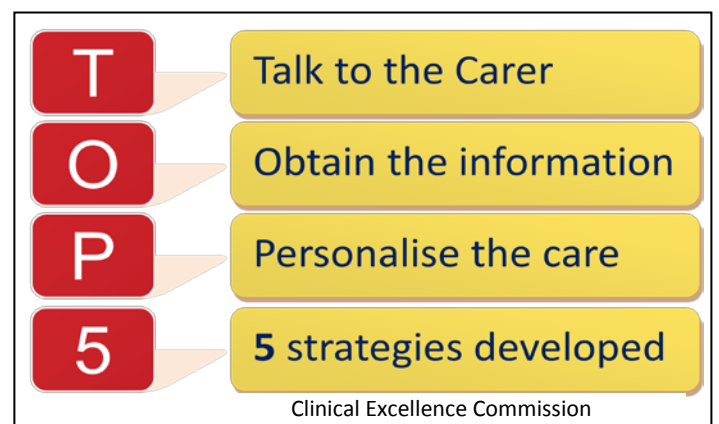 T Talk to the Carer
O Obtain the information
P Personalise the care
5 5 strategies developed
Clinical Excellence Commission